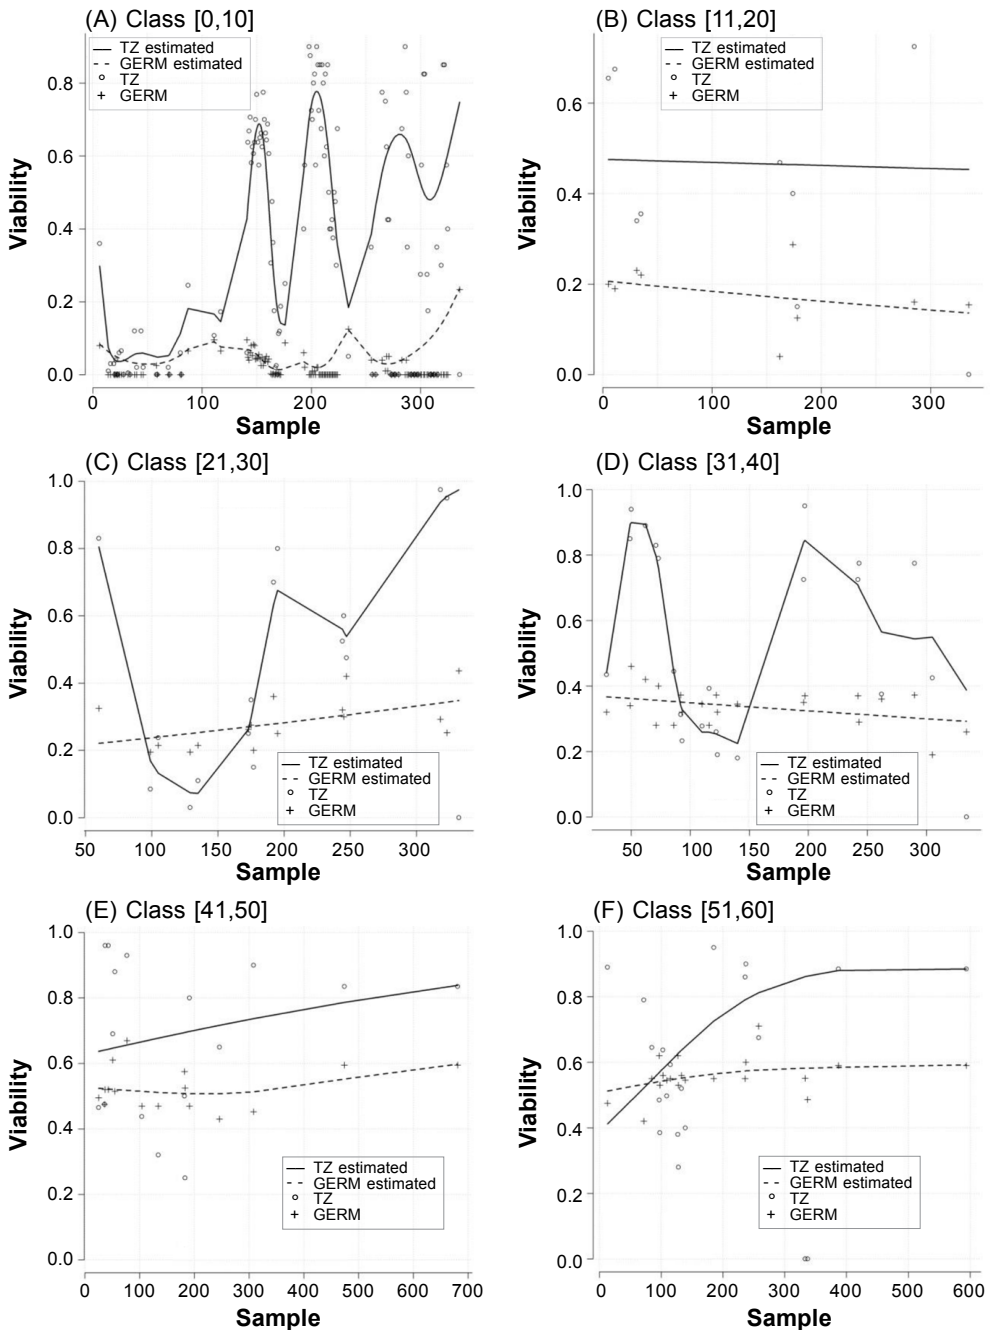 (A) Class [0,10]
TZ estimated
GERM estimated
TZ
GERM
0.8
0.6
0.4
0.2
0.0
Viability
0 100 200 300
Sample
(B) Class [11,20]
TZ estimated
GERM estimated
TZ
GERM
0.6
0.4
0.2
0.0
Viability
0 100 200 300
Sample
(C) Class [21,30]
1.0
0.8
0.6
0.4
0.2
0.0
Viability
TZ estimated
GERM estimated
TZ
GERM
50 100 150 200 250 300
Sample
(D) Class [31,40]
1.0
0.8
0.6
0.4
0.2
0.0
Viability
TZ estimated
GERM estimated
TZ
GERM
50 100 150 200 250 300
Sample
(E) Class [41,50]
1.0
0.8
0.6
0.4
0.2
0.0
Viability
TZ estimated
GERM estimated
TZ
GERM
0 100 200 300 400 500 600 700
Sample
(F) Class [51,60]
1.0
0.8
0.6
0.4
0.2
0.0
Viability
TZ estimated
GERM estimated
TZ
GERM
0 100 200 300 400 500 600
Sample